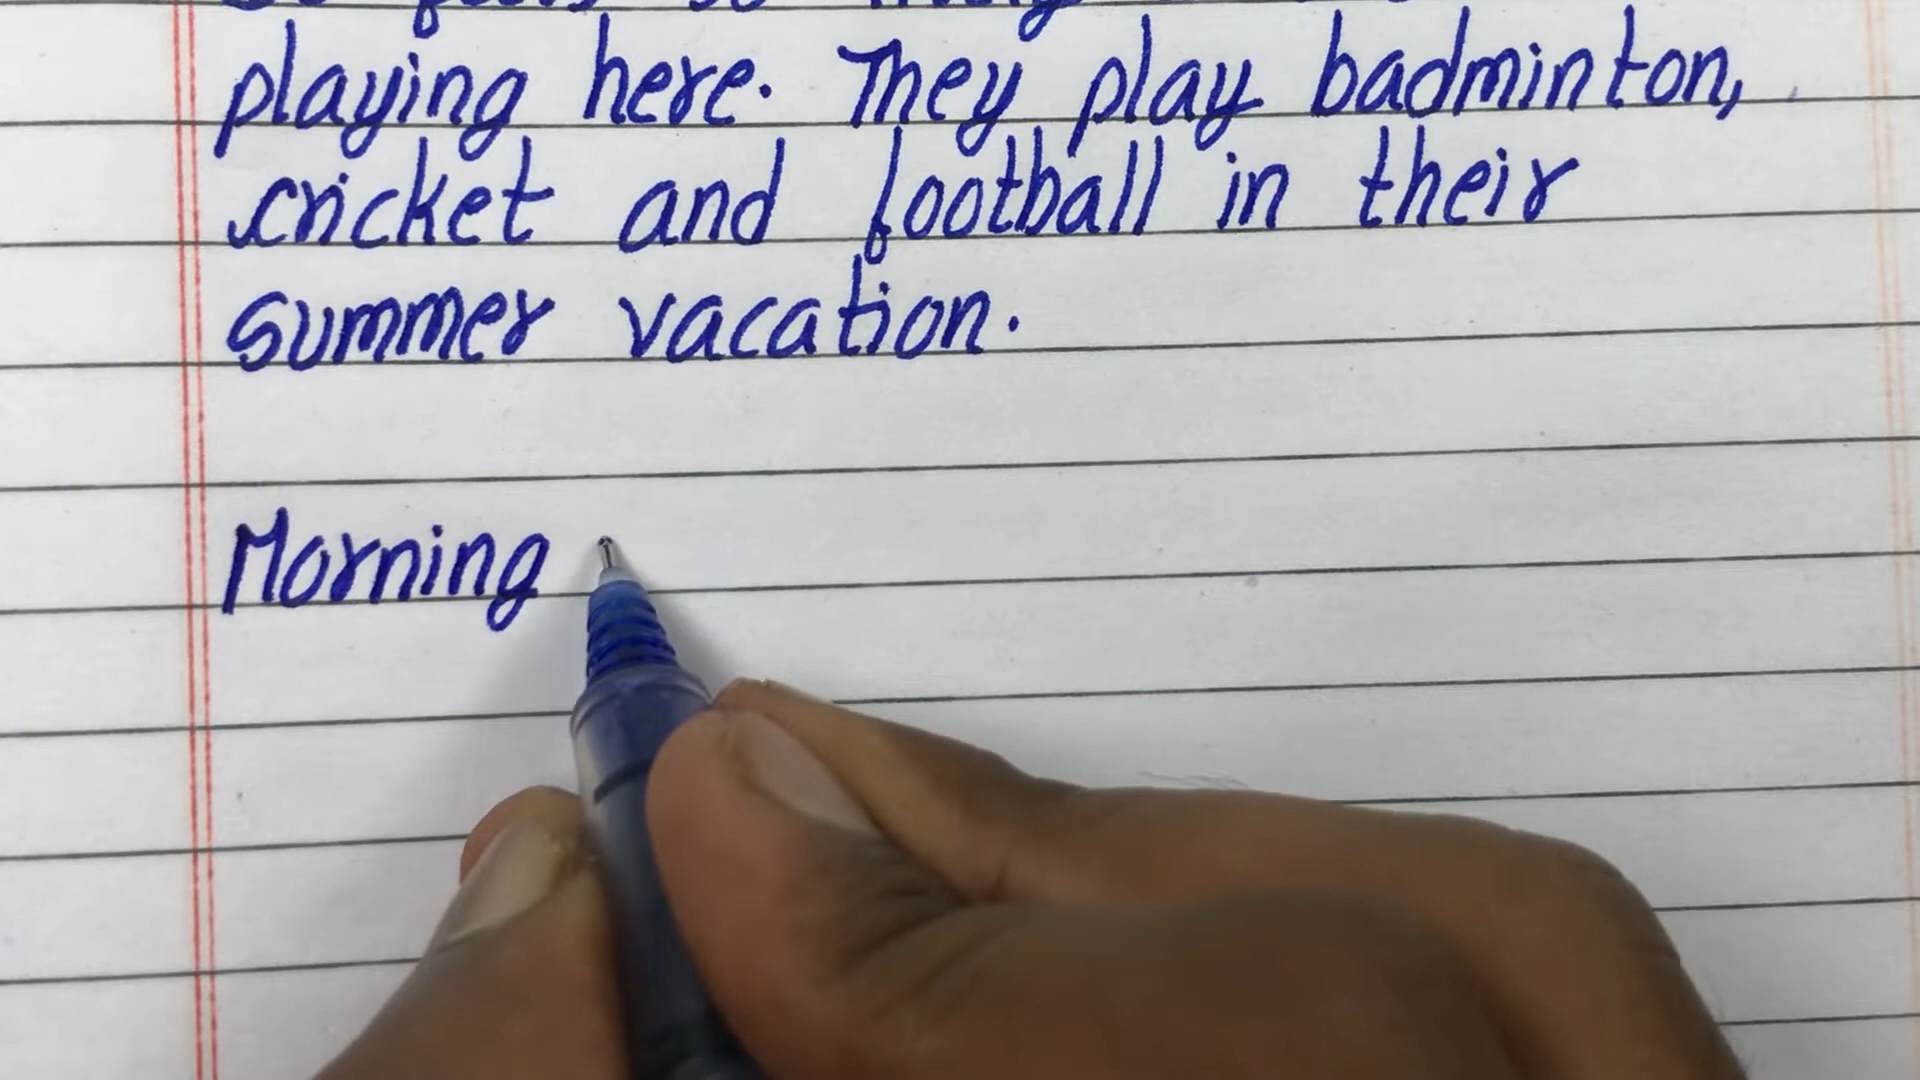 playing here. They play badminton,
cricket and football in their
summer vacation.
Morning